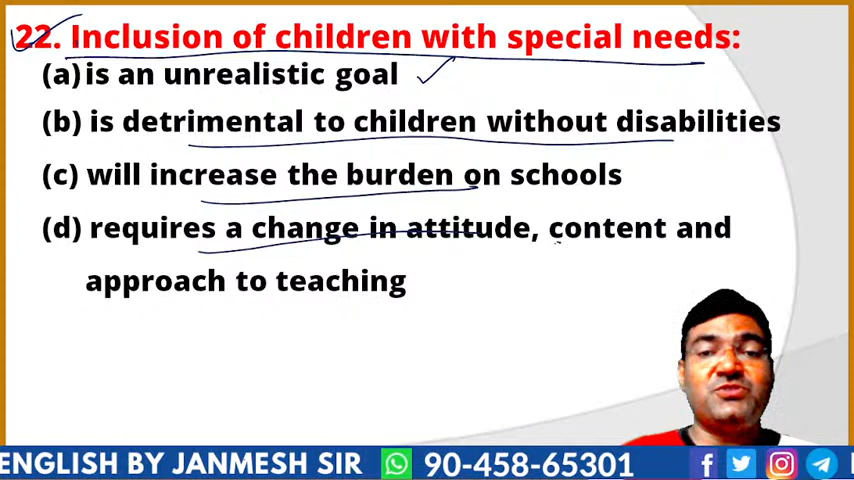 22. Inclusion of children with special needs:
(a) is an unrealistic goal
(b) is detrimental to children without disabilities
(c) will increase the burden on schools
(d) requires a change in attitude, content and
approach to teaching
ENGLISH BY JANMESH SIR 90-458-65301